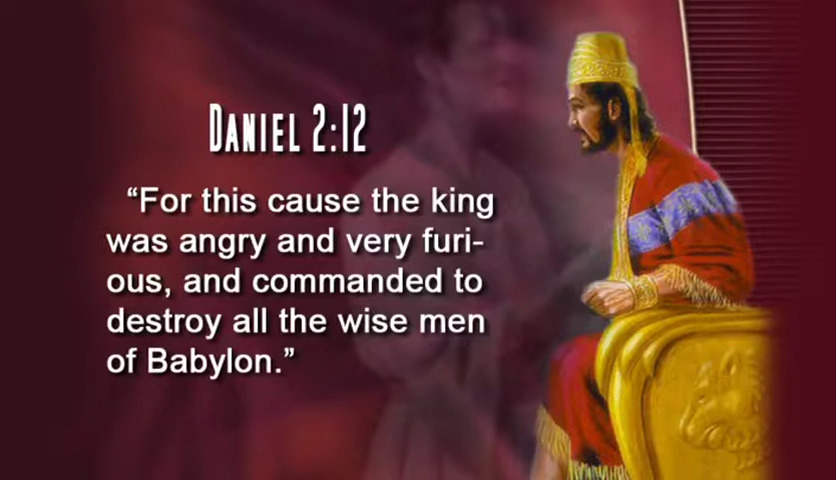 DANIEL 2:12
“For this cause the king
was angry and very furi-
ous, and commanded to
destroy all the wise men
of Babylon.”